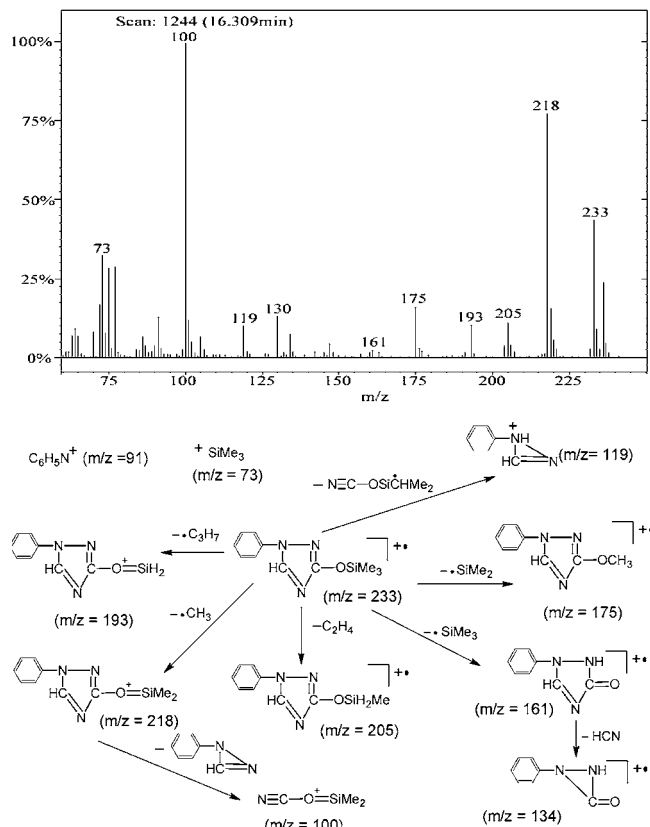 Scan: 1244 (16.309min)
100%
75%
50%
25%
0%
100
218
233
73
119
130
161
175
193
205
75
100
125
150
175
200
225
m/z
C6H5N+ (m/z =91)
+ SiMe3
(m/z = 73)
+
NH
HC
N
(m/z= 119)
− N≡C−OSiĊHMe2
− •C3H7
N
N
HC
C−O=SiH2
+
N
(m/z = 193)
N
N
HC
C
OSiMe3
N
+•
(m/z = 233)
− •SiMe2
N
N
HC
C−OCH3
N
+•
(m/z = 175)
− •CH3
−C2H4
− • SiMe3
N
N
HC
C−O=SiMe2
+
N
(m/z = 218)
N
N
HC
C
OSiH2Me
N
+•
(m/z = 205)
N
NH
HC
C=O
N
+•
(m/z = 161)
− HCN
−
N
HC
N
N≡C−O=SiMe2
+
(m/z = 100)
N
NH
C
O
+•
(m/z = 134)